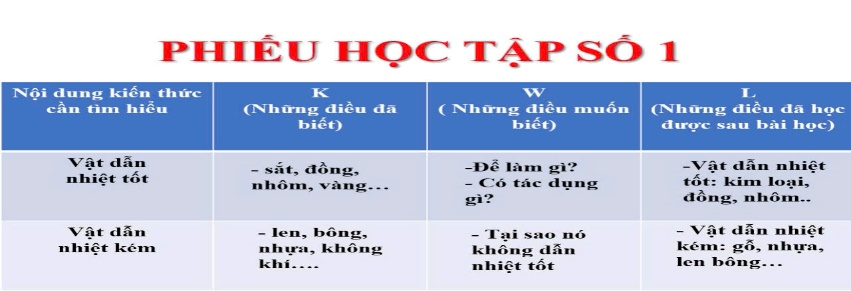 PHIẾU HỌC TẬP SỐ 1
Nội dung kiến thức
cần tìm hiểu
K
(Những điều đã
biết)
W
( Những điều muốn
biết)
L
(Những điều đã học
được sau bài học)
Vật dẫn
nhiệt tốt
- sắt, đồng,
nhôm, vàng…
-Để làm gì?
- Có tác dụng
gì?
-Vật dẫn nhiệt
tốt: kim loại,
đồng, nhôm..
Vật dẫn
nhiệt kém
- len, bông,
nhựa, không
khí….
- Tại sao nó
không dẫn
nhiệt tốt
- Vật dẫn nhiệt
kém: gỗ, nhựa,
len bông…